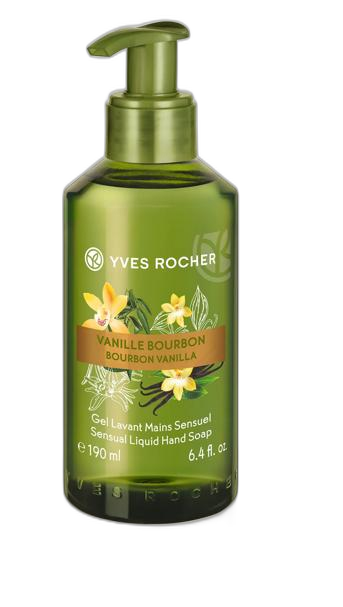 YVES ROCHER
VANILLE BOURBON
BOURBON VANILLA
Gel Lavant Mains Sensuel
Sensual Liquid Hand Soap
℮ 190 ml 6.4 fl. oz.
YVES ROCHER